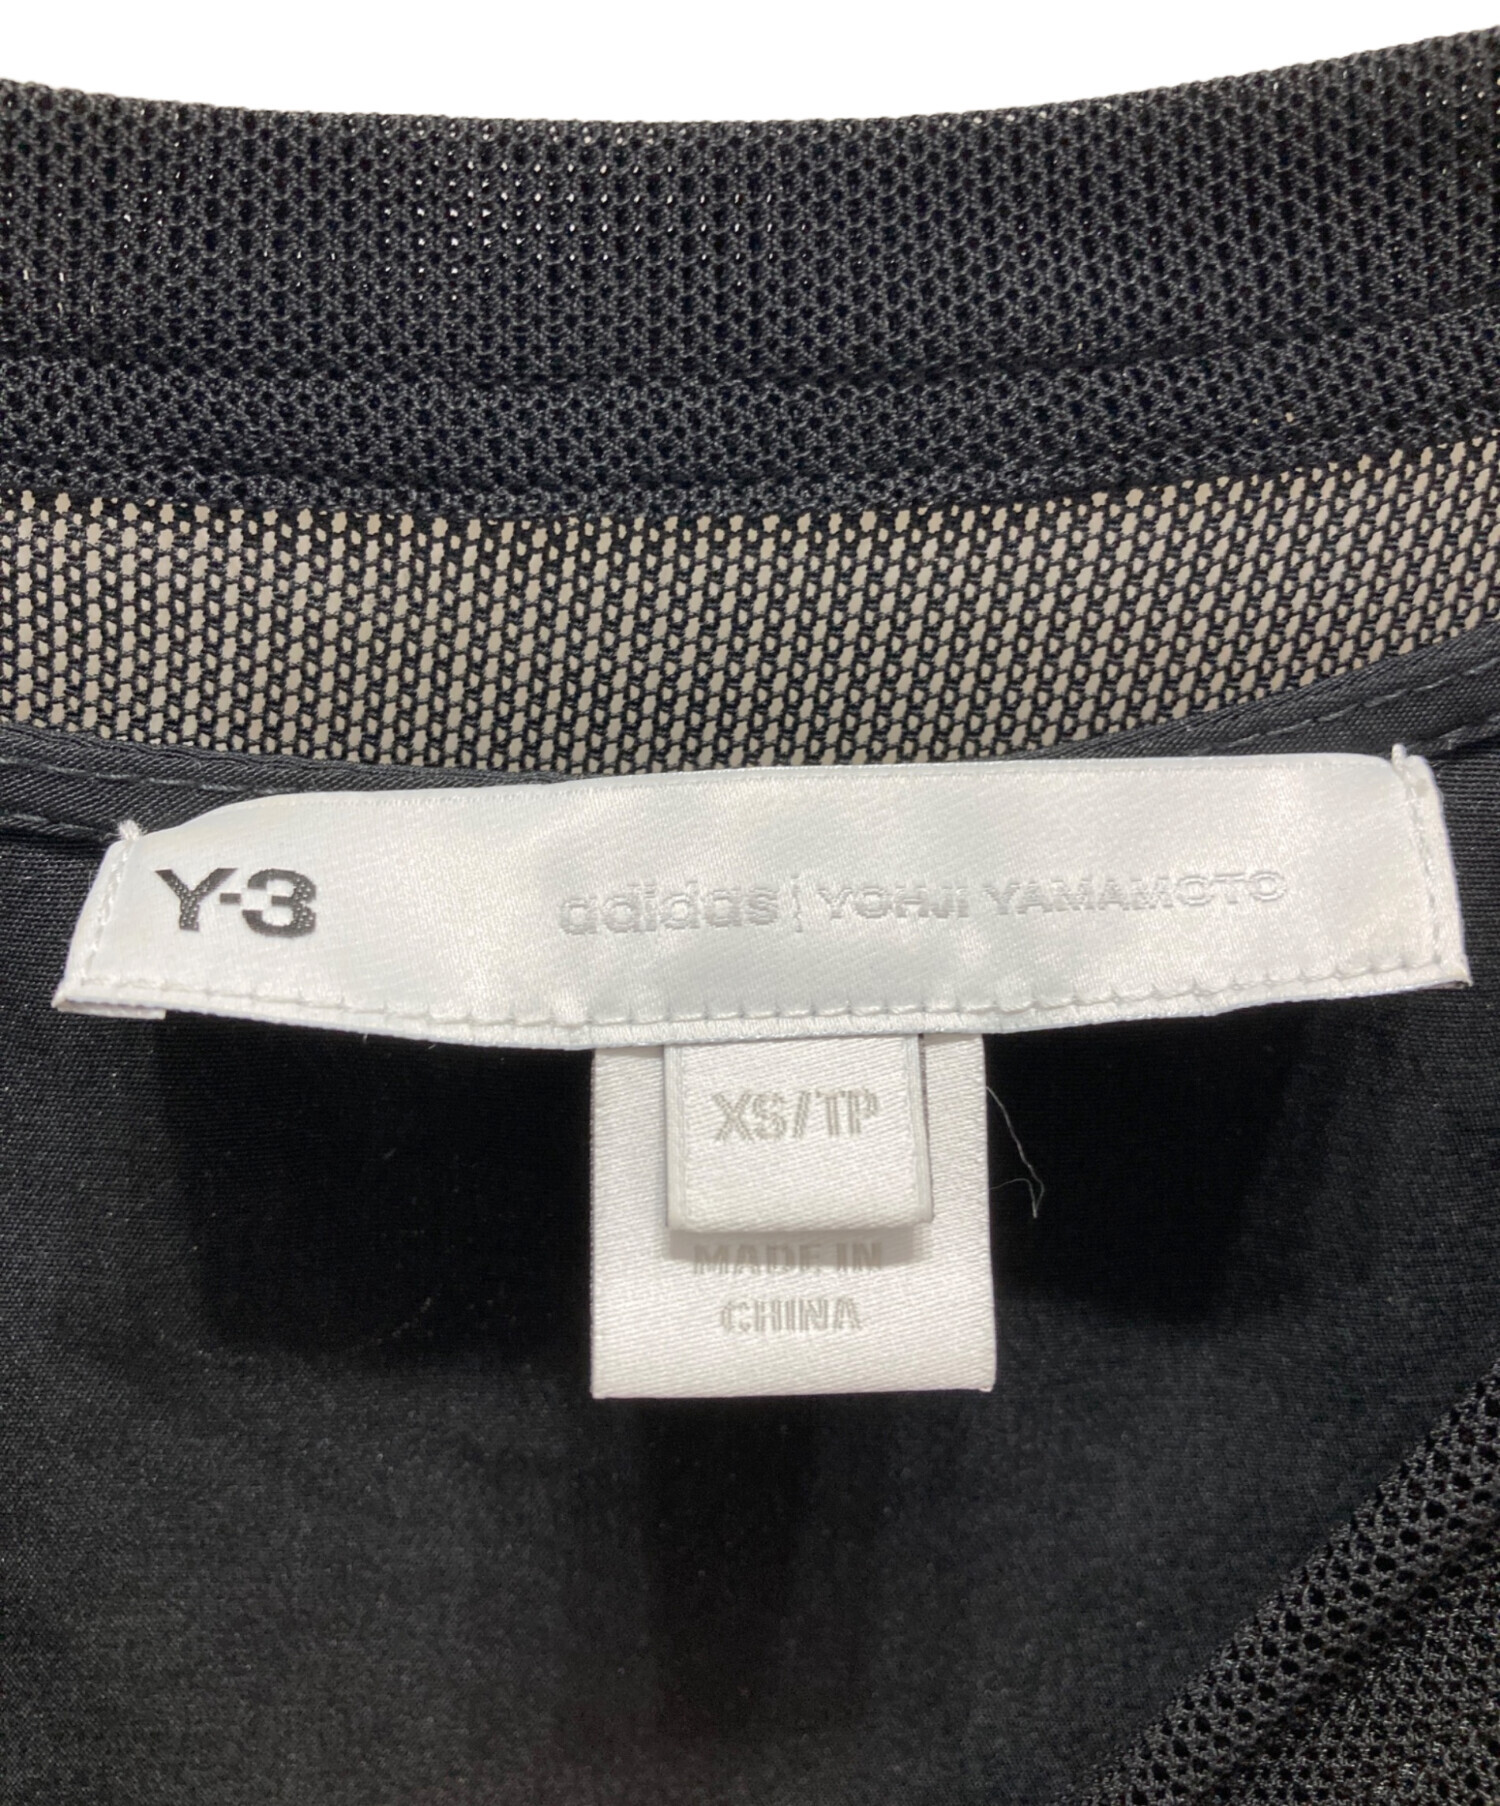 Y-3 adidas | YOHJI YAMAMOTO
XS/TP
MADE IN
CHINA